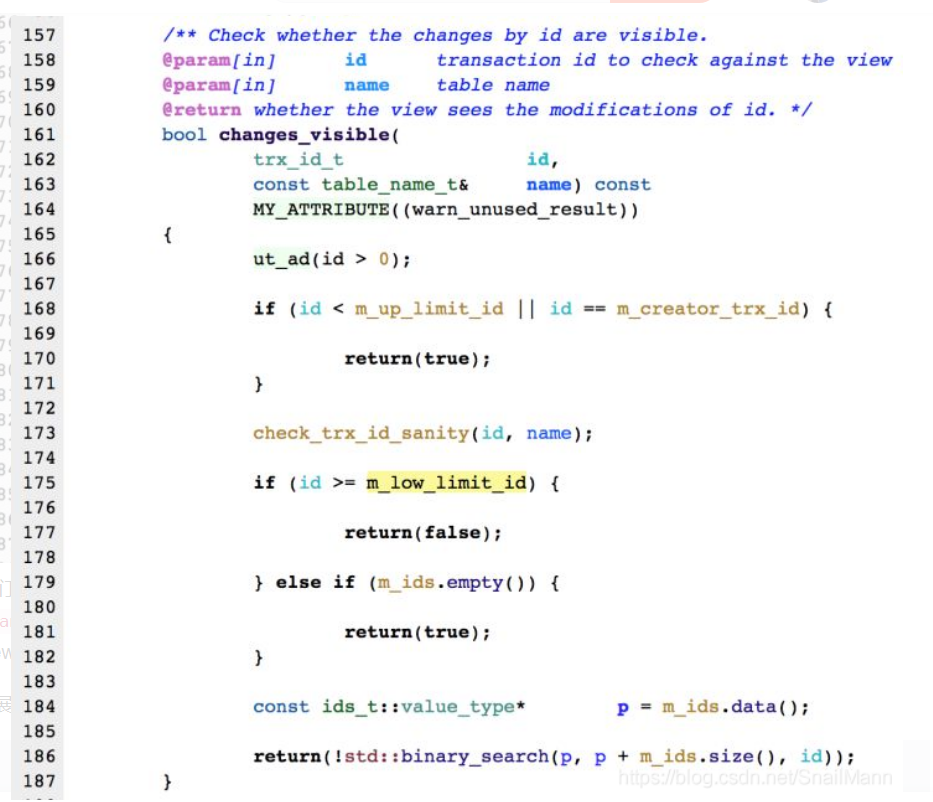 157 /** Check whether the changes by id are visible.
158 @param[in] id transaction id to check against the view
159 @param[in] name table name
160 @return whether the view sees the modifications of id. */
161 bool changes_visible(
162 trx_id_t id,
163 const table_name_t& name) const
164 MY_ATTRIBUTE((warn_unused_result))
165 {
166 ut_ad(id > 0);
167
168 if (id < m_up_limit_id || id == m_creator_trx_id) {
169
170 return(true);
171 }
172
173 check_trx_id_sanity(id, name);
174
175 if (id >= m_low_limit_id) {
176
177 return(false);
178
179 } else if (m_ids.empty()) {
180
181 return(true);
182 }
183
184 const ids_t::value_type* p = m_ids.data();
185
186 return(!std::binary_search(p, p + m_ids.size(), id));
https://blog.csdn.net/SnailMann
187 }